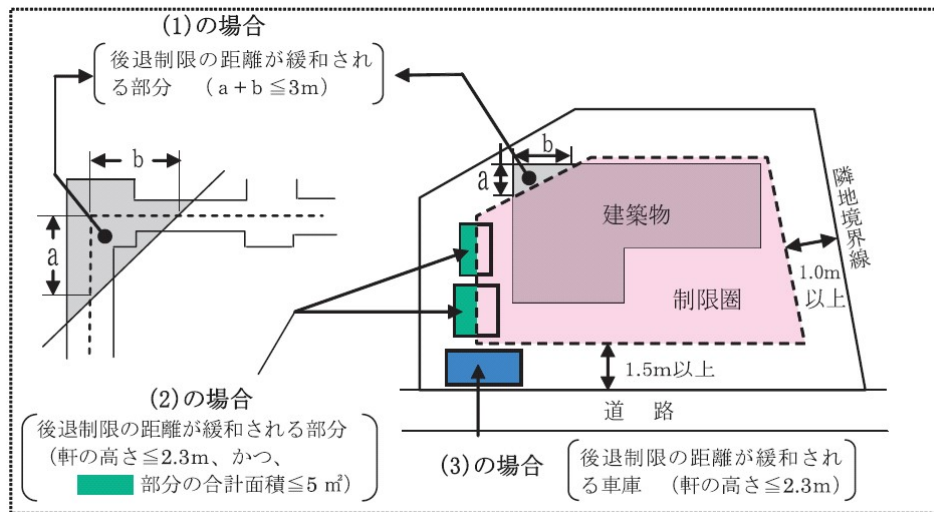 (1)の場合
後退制限の距離が緩和され
る部分 (a+b≦3m)
b
a
b
a
建築物
隣地境界線
1.0m
以上
制限圏
1.5m以上
道 路
(2)の場合
後退制限の距離が緩和される部分
(軒の高さ≦2.3m、かつ、
部分の合計面積≦5㎡)
(3)の場合
後退制限の距離が緩和され
る車庫 (軒の高さ≦2.3m)